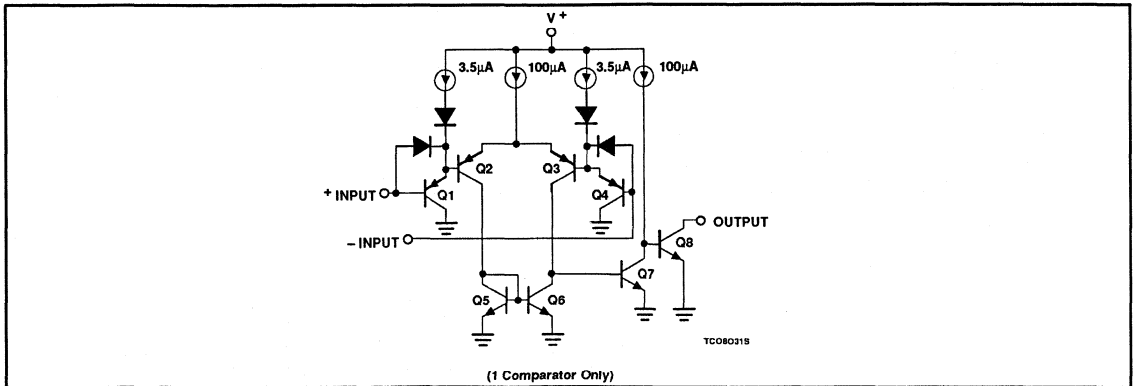 V+
3.5µA 100µA 3.5µA 100µA
Q2 Q3
+ INPUT Q1 Q4
OUTPUT
– INPUT Q8
Q7
Q5 Q6
TC08031S
(1 Comparator Only)